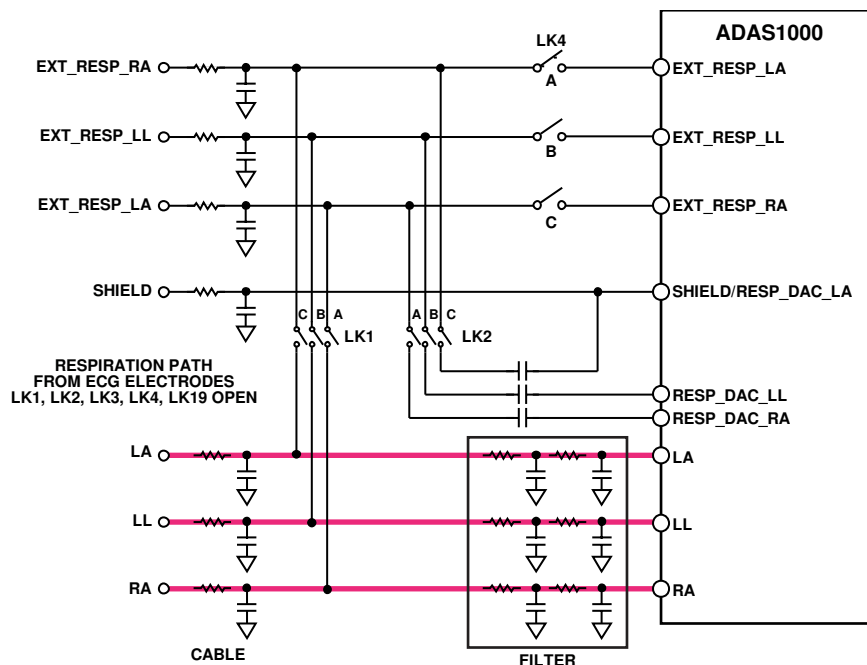 ADAS1000
LK4
EXT_RESP_RA
A
EXT_RESP_LA
EXT_RESP_LL
B
EXT_RESP_LL
EXT_RESP_LA
C
EXT_RESP_RA
SHIELD
SHIELD/RESP_DAC_LA
C B A
LK1
A B C
LK2
RESPIRATION PATH
FROM ECG ELECTRODES
LK1, LK2, LK3, LK4, LK19 OPEN
RESP_DAC_LL
RESP_DAC_RA
LA
LA
LL
LL
RA
RA
CABLE
FILTER